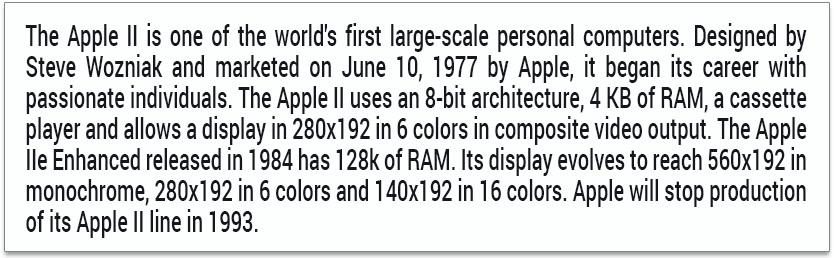 The Apple II is one of the world's first large-scale personal computers. Designed by
Steve Wozniak and marketed on June 10, 1977 by Apple, it began its career with
passionate individuals. The Apple II uses an 8-bit architecture, 4 KB of RAM, a cassette
player and allows a display in 280x192 in 6 colors in composite video output. The Apple
IIe Enhanced released in 1984 has 128k of RAM. Its display evolves to reach 560x192 in
monochrome, 280x192 in 6 colors and 140x192 in 16 colors. Apple will stop production
of its Apple II line in 1993.